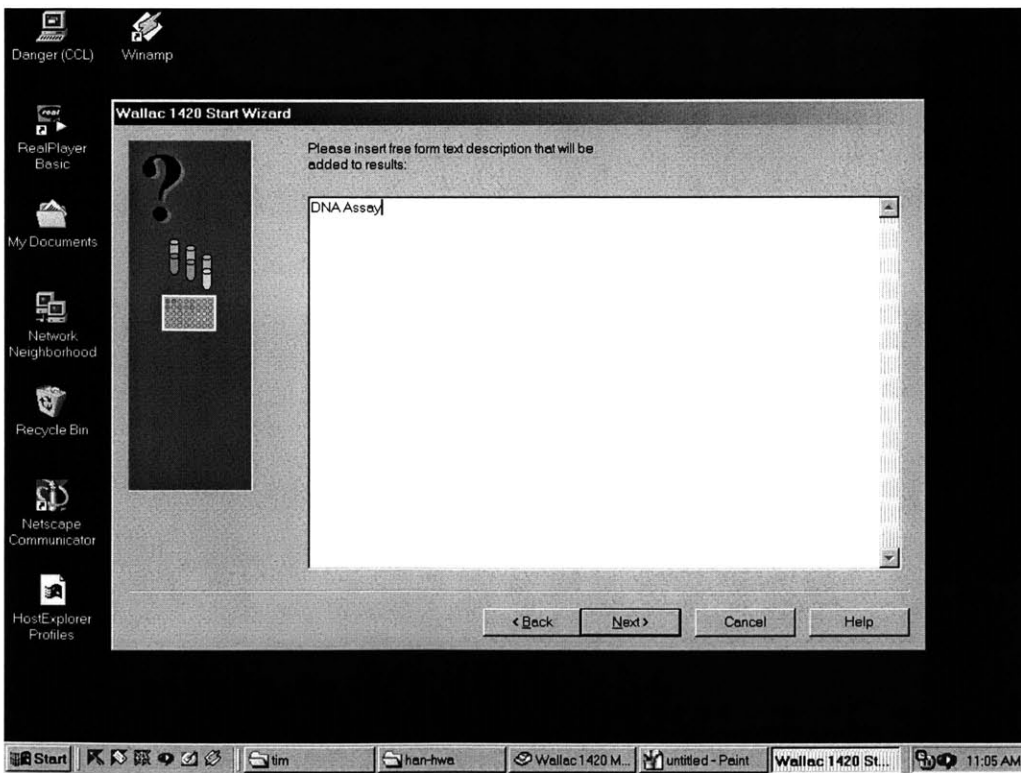 Danger (CCL)
Winamp
real
RealPlayer
Basic
My Documents
Network
Neighborhood
Recycle Bin
Netscape
Communicator
HostExplorer
Profiles
Wallac 1420 Start Wizard
?
Please insert free form text description that will be
added to results:
DNA Assay
< Back
Next >
Cancel
Help
Start
tim
han-hwa
Wallac 1420 M...
untitled - Paint
Wallac 1420 St...
11:05 AM